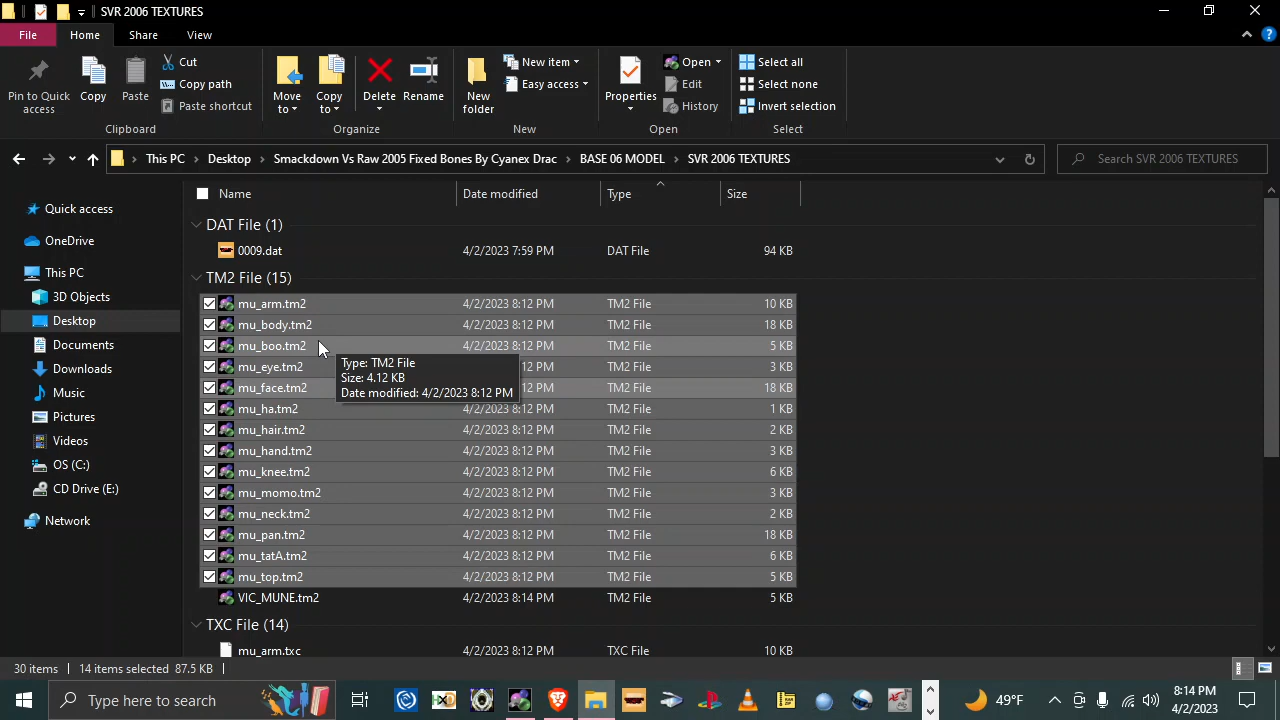 SVR 2006 TEXTURES
File Home Share View
Pin to Quick access
Copy
Paste
Cut
Copy path
Paste shortcut
Move to
Copy to
Delete
Rename
New folder
New item
Easy access
Properties
Open
Edit
History
Select all
Select none
Invert selection
Clipboard Organize New Open Select
This PC > Desktop > Smackdown Vs Raw 2005 Fixed Bones By Cyanex Drac > BASE 06 MODEL > SVR 2006 TEXTURES
Search SVR 2006 TEXTURES
Quick access
OneDrive
This PC
3D Objects
Desktop
Documents
Downloads
Music
Pictures
Videos
OS (C:)
CD Drive (E:)
Network
Name Date modified Type Size
DAT File (1)
0009.dat 4/2/2023 7:59 PM DAT File 94 KB
TM2 File (15)
mu_arm.tm2 4/2/2023 8:12 PM TM2 File 10 KB
mu_body.tm2 4/2/2023 8:12 PM TM2 File 18 KB
mu_boo.tm2 4/2/2023 8:12 PM TM2 File 5 KB
mu_eye.tm2 8:12 PM TM2 File 3 KB
mu_face.tm2 8:12 PM TM2 File 18 KB
Type: TM2 File
Size: 4.12 KB
Date modified: 4/2/2023 8:12 PM
mu_ha.tm2 4/2/2023 8:12 PM TM2 File 1 KB
mu_hair.tm2 4/2/2023 8:12 PM TM2 File 2 KB
mu_hand.tm2 4/2/2023 8:12 PM TM2 File 3 KB
mu_knee.tm2 4/2/2023 8:12 PM TM2 File 6 KB
mu_momo.tm2 4/2/2023 8:12 PM TM2 File 3 KB
mu_neck.tm2 4/2/2023 8:12 PM TM2 File 2 KB
mu_pan.tm2 4/2/2023 8:12 PM TM2 File 18 KB
mu_tatA.tm2 4/2/2023 8:12 PM TM2 File 6 KB
mu_top.tm2 4/2/2023 8:12 PM TM2 File 5 KB
VIC_MUNE.tm2 4/2/2023 8:14 PM TM2 File 5 KB
TXC File (14)
mu_arm.txc 4/2/2023 8:12 PM TXC File 10 KB
30 items 14 items selected 87.5 KB
Type here to search
49°F
8:14 PM
4/2/2023